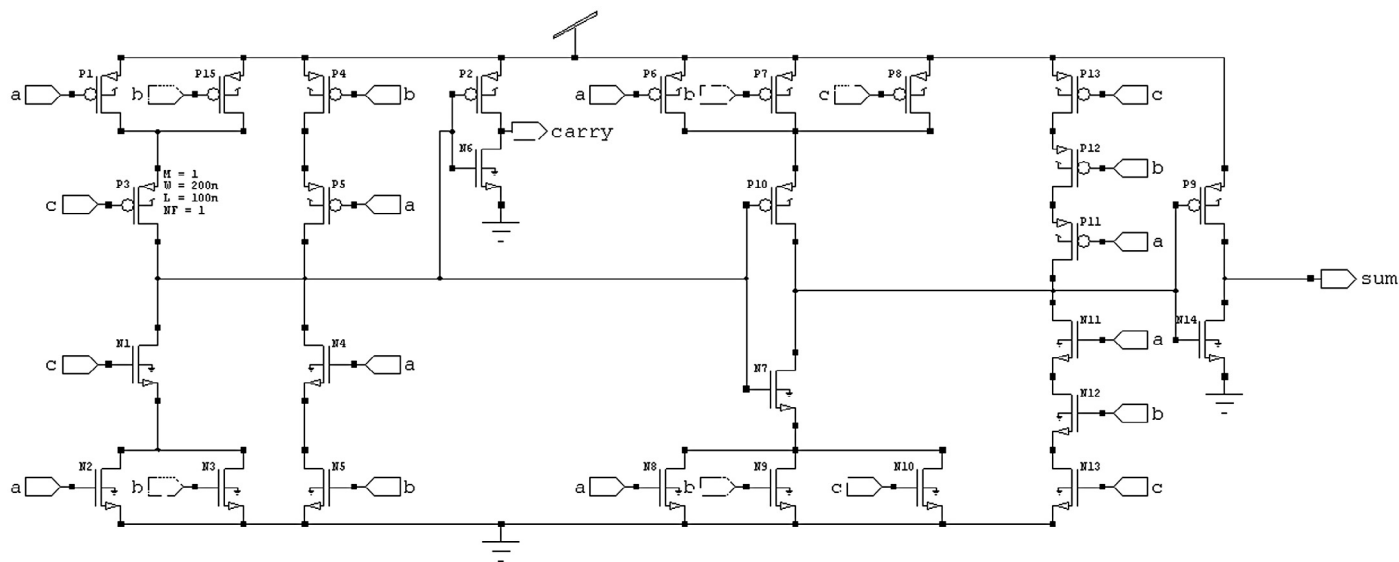 P1
P15
P4
P2
P6
P7
P8
P13
a
b
b
a
b
c
c
carry
N6
P12
b
P3
M = 1
W = 200n
L = 100n
NF = 1
P5
P10
P9
c
a
P11
a
sum
N1
N4
N11
N14
c
a
a
N7
N12
b
N2
N3
N5
N8
N9
N10
N13
a
b
b
a
b
c
c